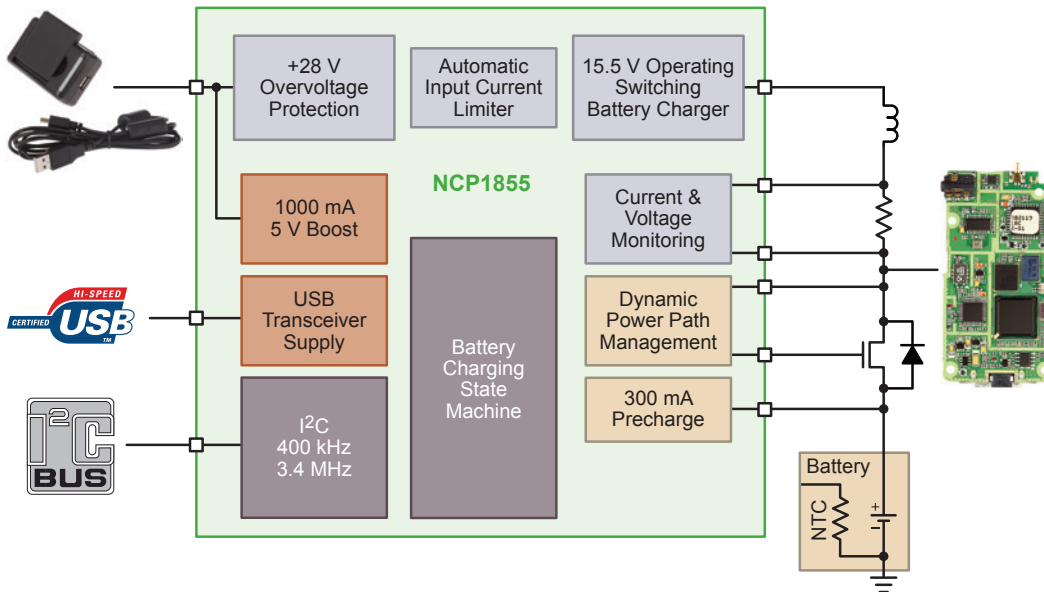 +28 V
Overvoltage
Protection
Automatic
Input Current
Limiter
15.5 V Operating
Switching
Battery Charger
NCP1855
1000 mA
5 V Boost
Current &
Voltage
Monitoring
HI-SPEED
CERTIFIED USB
TM
USB
Transceiver
Supply
Battery
Charging
State
Machine
Dynamic
Power Path
Management
I2C
BUS
I2C
400 kHz
3.4 MHz
300 mA
Precharge
Battery
NTC
+